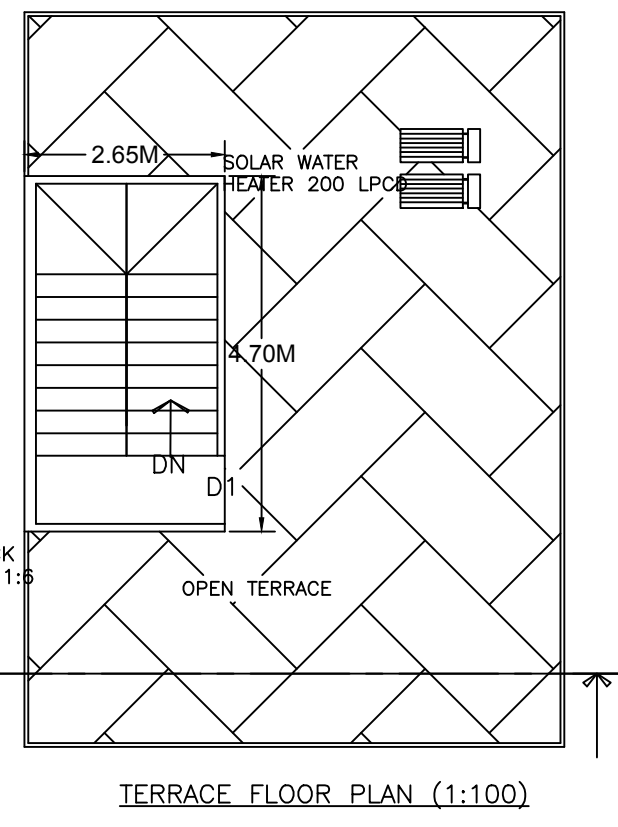 2.65M
SOLAR WATER
HEATER 200 LPCD
4.70M
DN
D1
CK
1:6
OPEN TERRACE
TERRACE FLOOR PLAN (1:100)